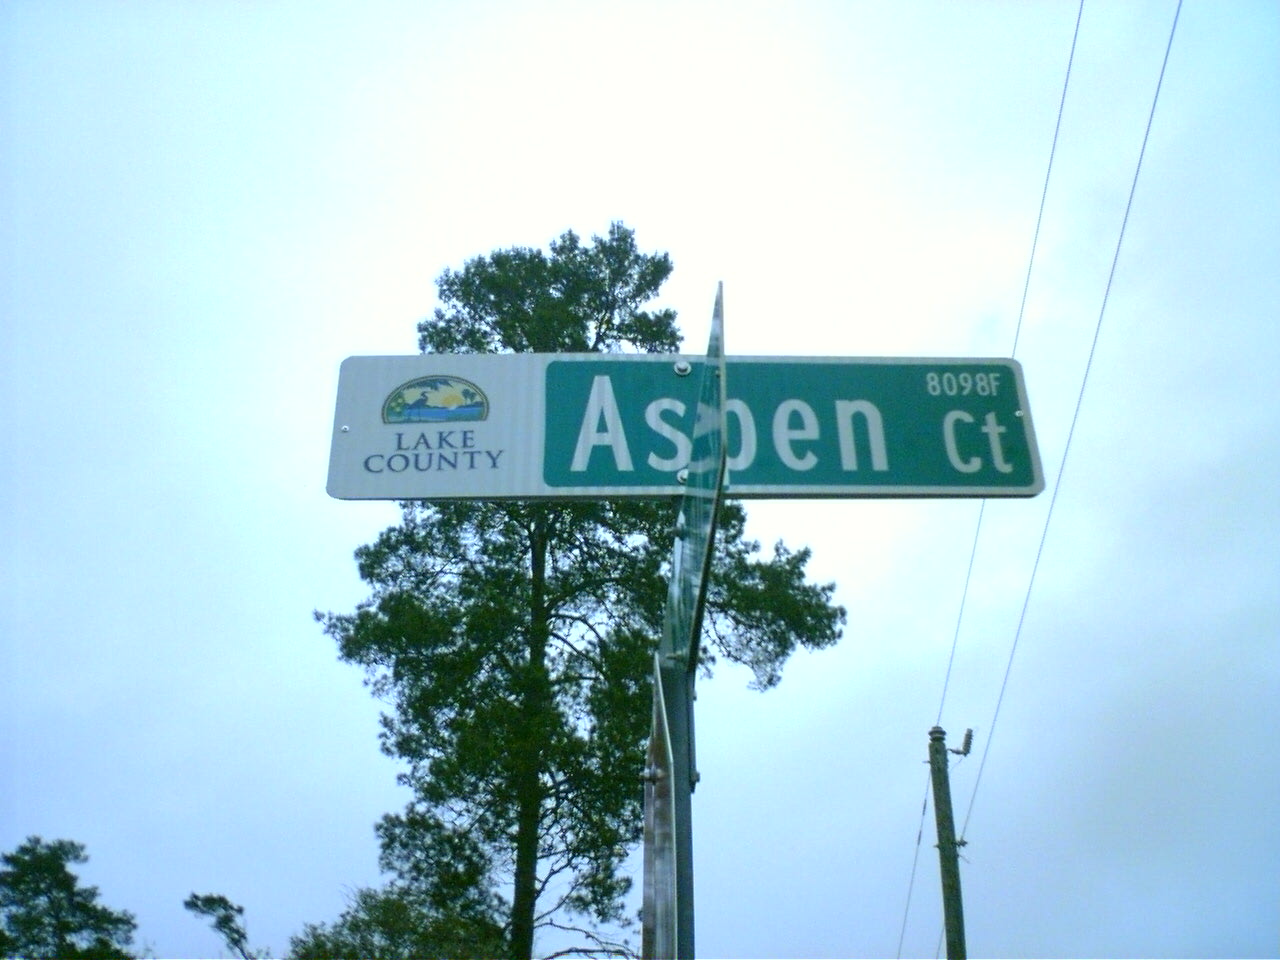 LAKE
COUNTY
Aspen Ct
8098F